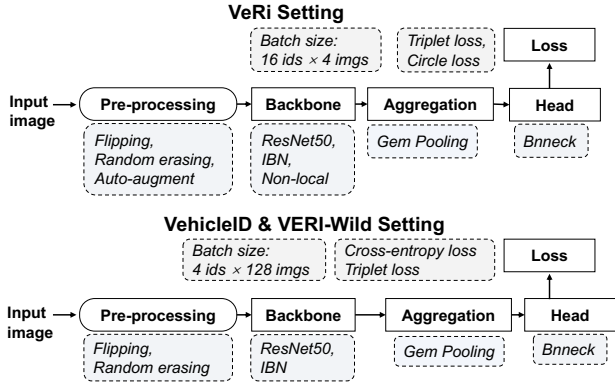 VeRi Setting
Batch size:
16 ids × 4 imgs
Triplet loss,
Circle loss
Loss
Input
image
Pre-processing
Backbone
Aggregation
Head
Flipping,
Random erasing,
Auto-augment
ResNet50,
IBN,
Non-local
Gem Pooling
Bnneck
VehicleID & VERI-Wild Setting
Batch size:
4 ids × 128 imgs
Cross-entropy loss
Triplet loss
Loss
Input
image
Pre-processing
Backbone
Aggregation
Head
Flipping,
Random erasing
ResNet50,
IBN
Gem Pooling
Bnneck